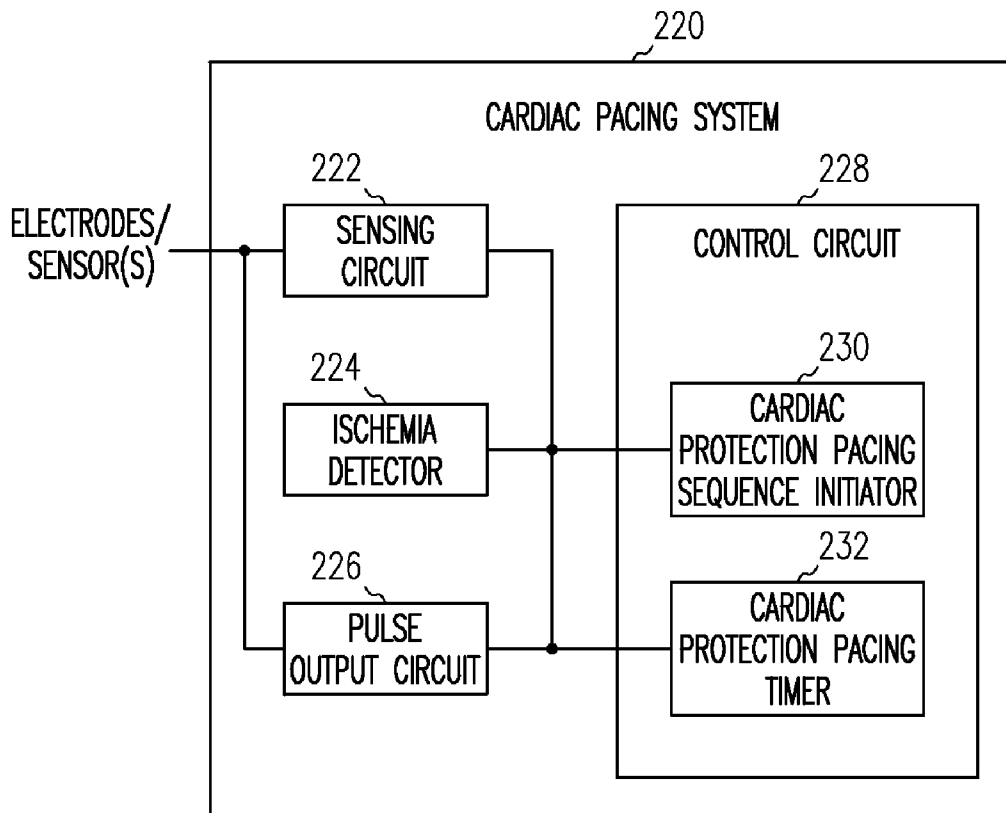 220
CARDIAC PACING SYSTEM
222
228
ELECTRODES/
SENSOR(S)
SENSING
CIRCUIT
CONTROL CIRCUIT
224
230
ISCHEMIA
DETECTOR
CARDIAC
PROTECTION PACING
SEQUENCE INITIATOR
226
232
PULSE
OUTPUT CIRCUIT
CARDIAC
PROTECTION PACING
TIMER